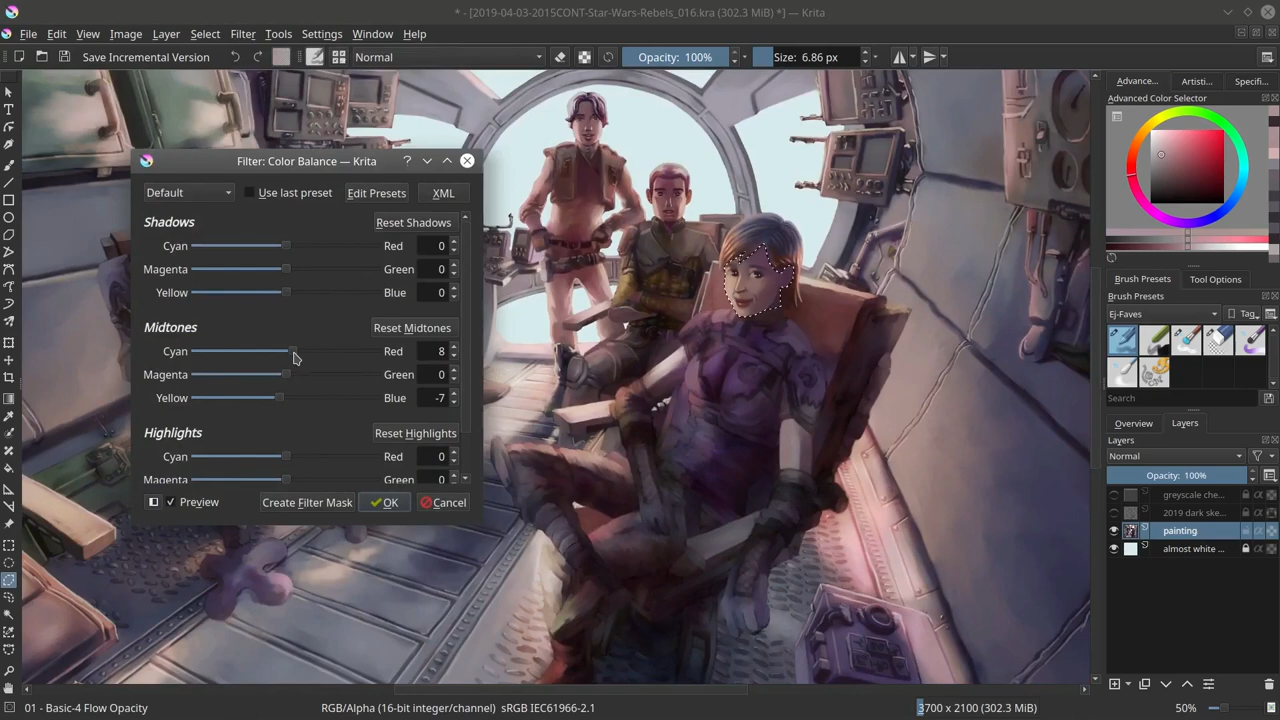 * - [2019-04-03-2015SCONT-Star-Wars-Rebels_016.kra (302.3 MiB) *] — Krita
File Edit View Image Layer Select Filter Tools Settings Window Help
Save Incremental Version Normal Opacity: 100% Size: 6.86 px
Advance... Artisti... Specifi...
Advanced Color Selector
Filter: Color Balance — Krita
Default Use last preset Edit Presets XML
Shadows Reset Shadows
Cyan Red 0
Magenta Green 0
Yellow Blue 0
Midtones Reset Midtones
Cyan Red 8
Magenta Green 0
Yellow Blue -7
Highlights Reset Highlights
Cyan Red 0
Magenta Green 0
Preview Create Filter Mask OK Cancel
Brush Presets Tool Options
Brush Presets
Ej-Faves Tag
Search
Overview Layers
Layers
Normal
Opacity: 100%
greyscale che...
2019 dark ske...
painting
almost white ...
01 - Basic-4 Flow Opacity RGB/Alpha (16-bit integer/channel) sRGB IEC61966-2.1 3700 x 2100 (302.3 MiB) 50%